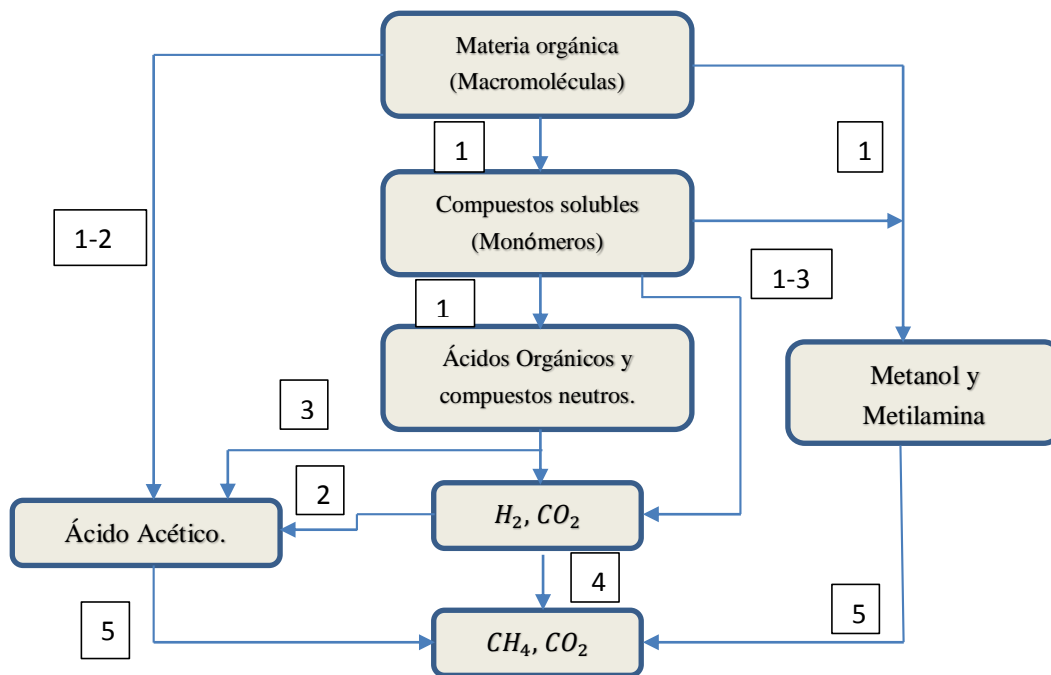 Materia orgánica
(Macromoléculas)
1
1
Compuestos solubles
(Monómeros)
1-2
1-3
1
Ácidos Orgánicos y
compuestos neutros.
Metanol y
Metilamina
3
2
H₂, CO₂
Ácido Acético.
4
5
5
CH₄, CO₂